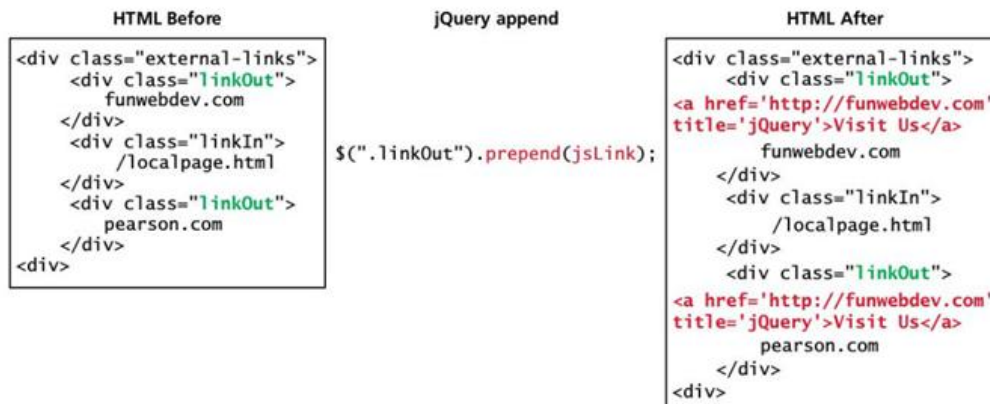 HTML Before
<div class="external-links">
<div class="linkOut">
funwebdev.com
</div>
<div class="linkIn">
/localpage.html
</div>
<div class="linkOut">
pearson.com
</div>
<div>
jQuery append
$(".linkOut").prepend(jsLink);
HTML After
<div class="external-links">
<div class="linkOut">
<a href='http://funwebdev.com'
title='jQuery'>Visit Us</a>
funwebdev.com
</div>
<div class="linkIn">
/localpage.html
</div>
<div class="linkOut">
<a href='http://funwebdev.com'
title='jQuery'>Visit Us</a>
pearson.com
</div>
<div>